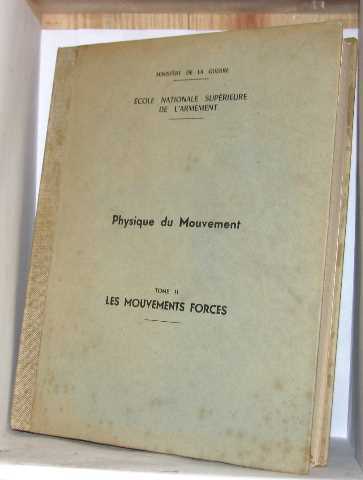 MINISTÈRE DE LA GUERRE
ÉCOLE NATIONALE SUPÉRIEURE
DE L'ARMEMENT
Physique du Mouvement
TOME II
LES MOUVEMENTS FORCES